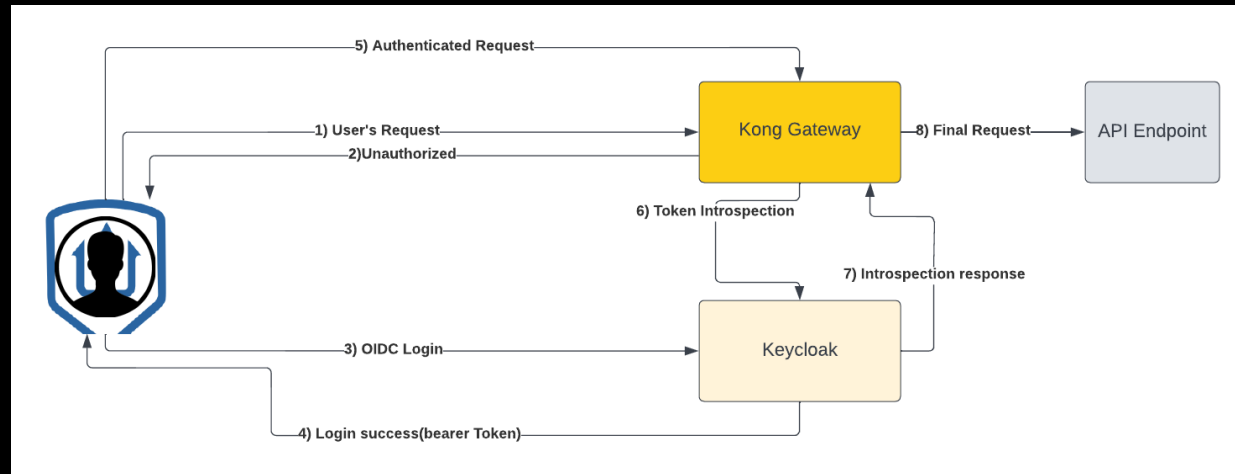 5) Authenticated Request
1) User's Request
Kong Gateway
8) Final Request
API Endpoint
2)Unauthorized
6) Token Introspection
7) Introspection response
3) OIDC Login
Keycloak
4) Login success(bearer Token)